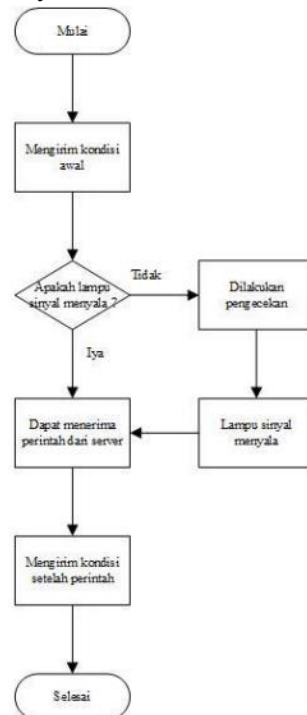 Mulai
Mengirim kondisi
awal
Apakah lampu
sinyal menyala ?
Tidak
Dilakukan
pengecekan
Iya
Dapat menerima
perintah dari server
Lampu sinyal
menyala
Mengirim kondisi
setelah perintah
Selesai